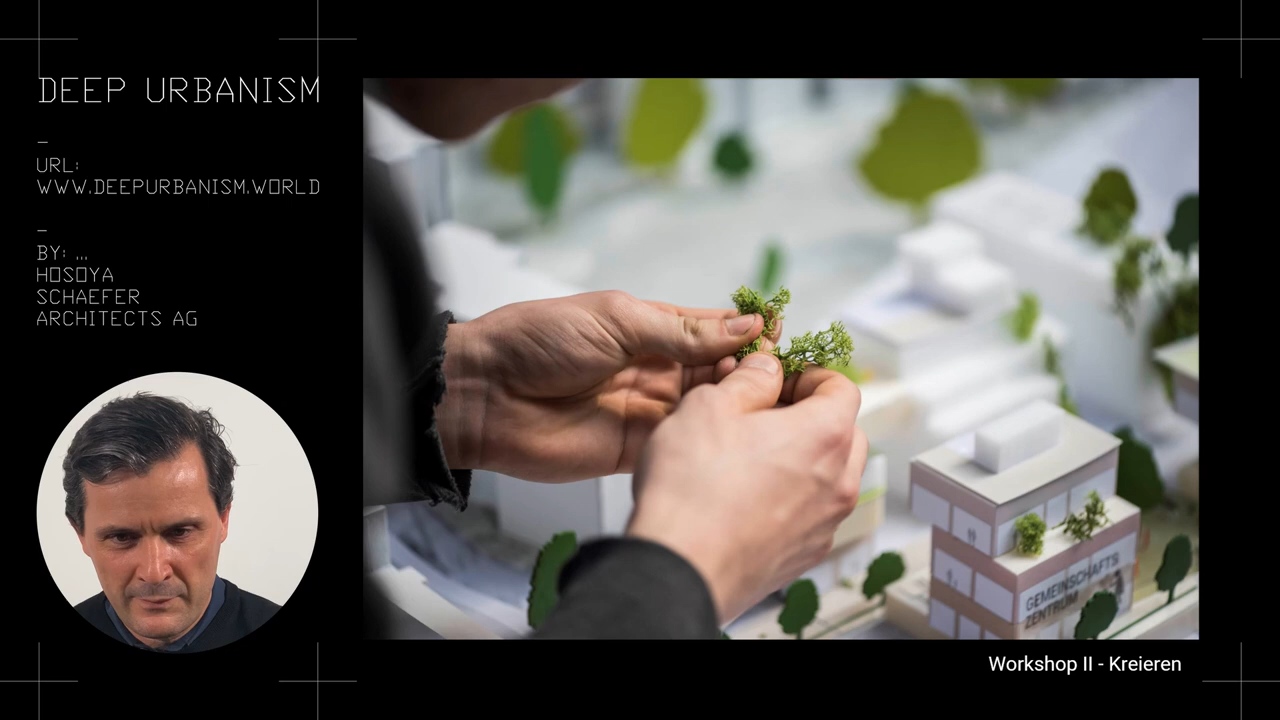 DEEP URBANISM
–
URL:
WWW.DEEPURBANISM.WORLD
–
BY: ...
HOSOYA
SCHAEFER
ARCHITECTS AG
GEMEINSCHAFTS
ZENTRUM
Workshop II - Kreieren